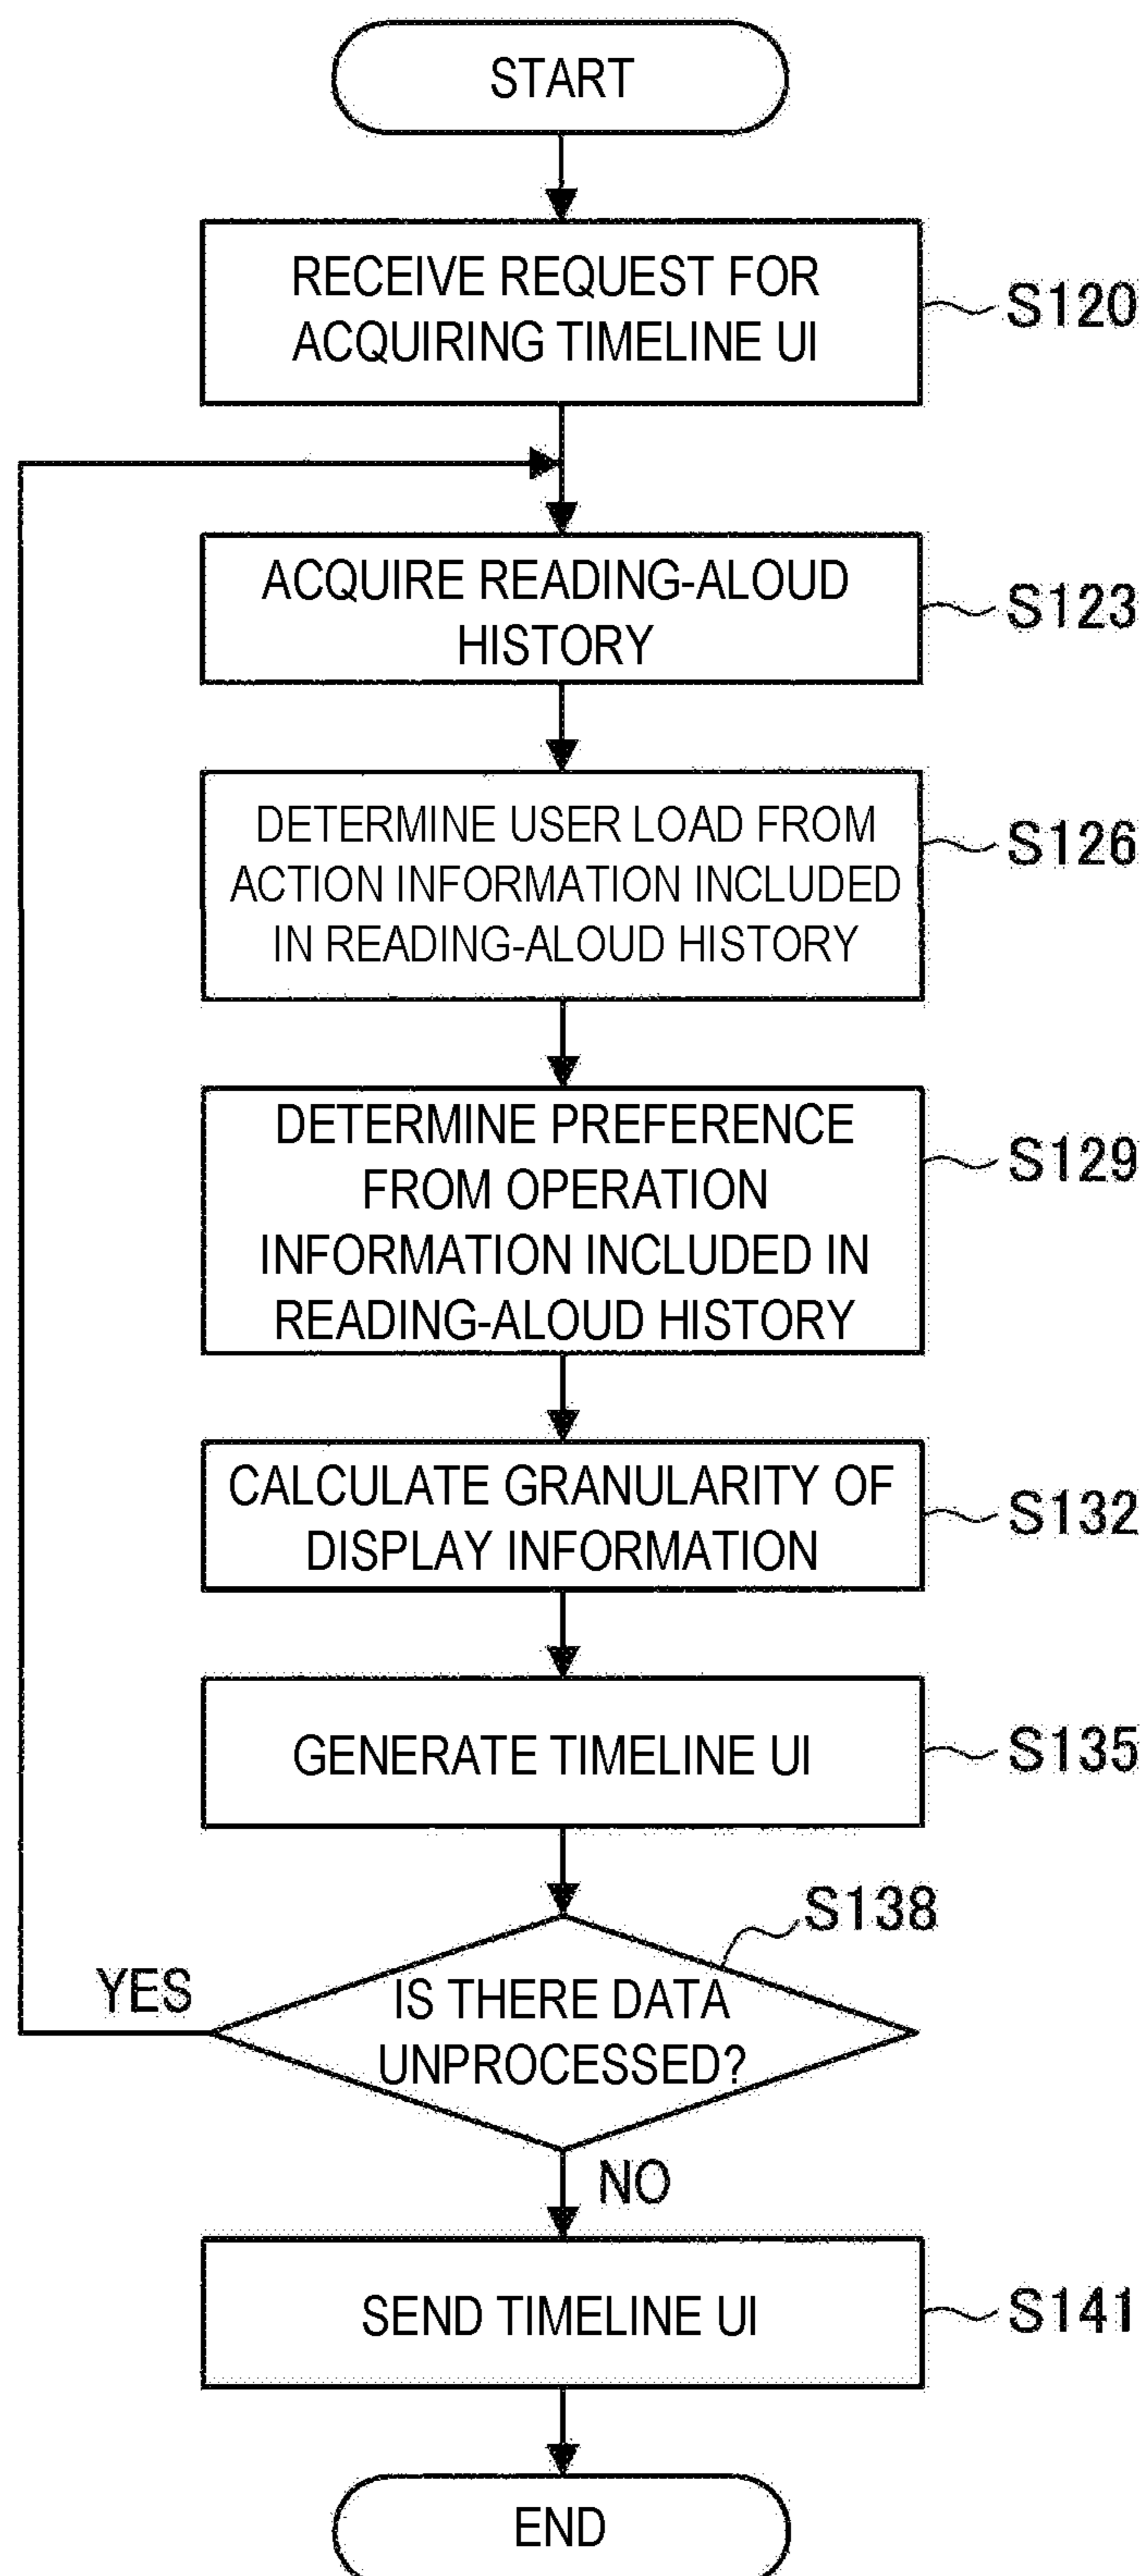 START
RECEIVE REQUEST FOR
ACQUIRING TIMELINE UI
S120
ACQUIRE READING-ALOUD
HISTORY
S123
DETERMINE USER LOAD FROM
ACTION INFORMATION INCLUDED
IN READING-ALOUD HISTORY
S126
DETERMINE PREFERENCE
FROM OPERATION
INFORMATION INCLUDED IN
READING-ALOUD HISTORY
S129
CALCULATE GRANULARITY OF
DISPLAY INFORMATION
S132
GENERATE TIMELINE UI
S135
S138
YES
IS THERE DATA
UNPROCESSED?
NO
SEND TIMELINE UI
S141
END